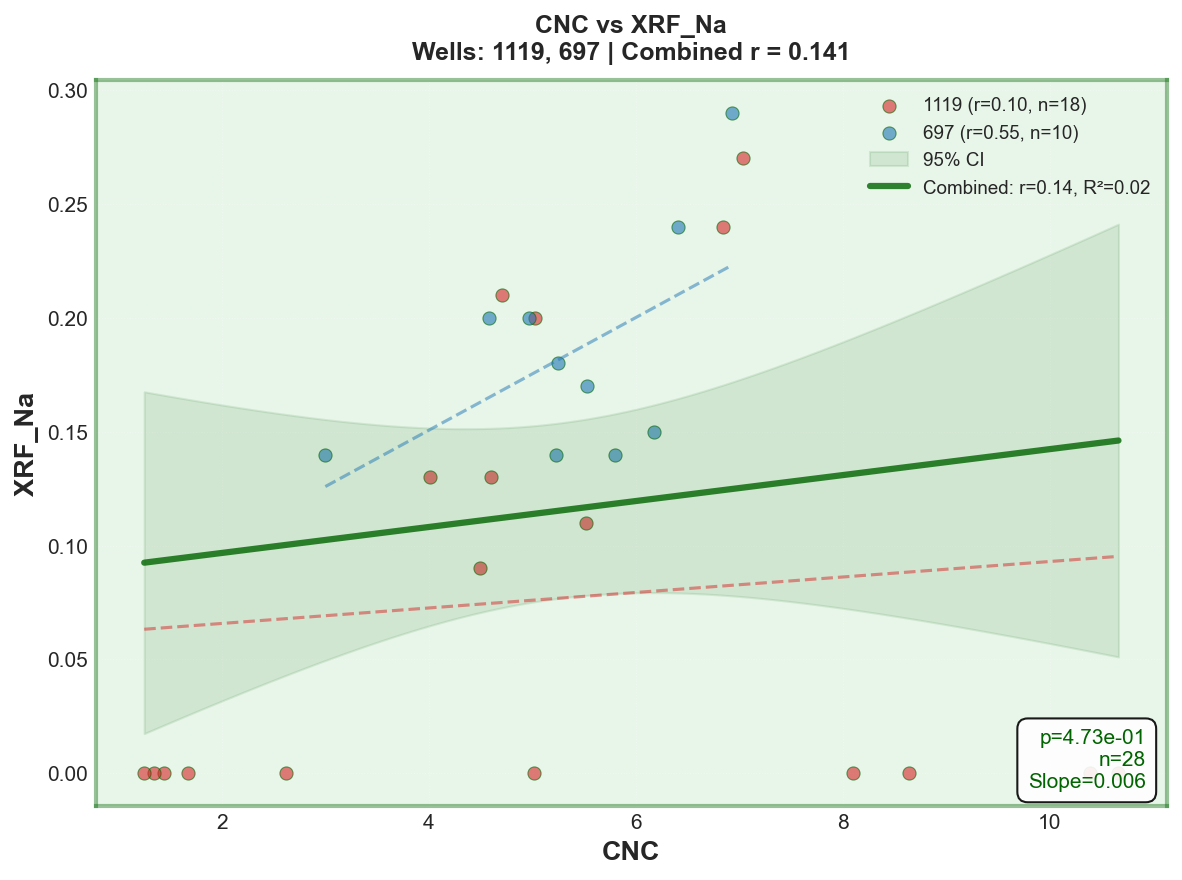 CNC vs XRF_Na
Wells: 1119, 697 | Combined r = 0.141
1119 (r=0.10, n=18)
697 (r=0.55, n=10)
95% CI
Combined: r=0.14, R²=0.02
0.30
0.25
0.20
0.15
0.10
0.05
0.00
XRF_Na
p=4.73e-01
n=28
Slope=0.006
2 4 6 8 10
CNC